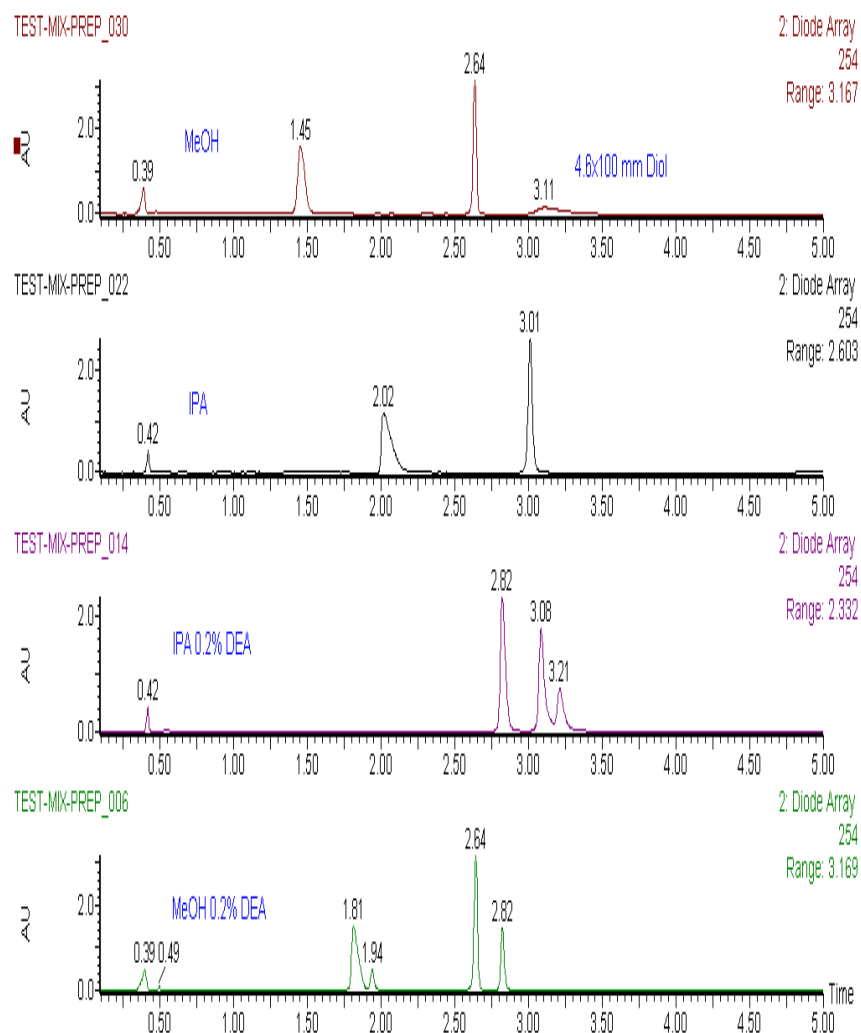 TEST-MIX-PREP_030
2: Diode Array
254
Range: 3.167
2.64
AU
2.0
0.0
MeOH
0.39
1.45
4.6x100 mm Diol
3.11
0.50 1.00 1.50 2.00 2.50 3.00 3.50 4.00 4.50 5.00
TEST-MIX-PREP_022
2: Diode Array
254
Range: 2.603
3.01
AU
2.0
0.0
IPA
0.42
2.02
0.50 1.00 1.50 2.00 2.50 3.00 3.50 4.00 4.50 5.00
TEST-MIX-PREP_014
2: Diode Array
254
Range: 2.332
2.82
3.08
AU
2.0
0.0
IPA 0.2% DEA
0.42
3.21
0.50 1.00 1.50 2.00 2.50 3.00 3.50 4.00 4.50 5.00
TEST-MIX-PREP_006
2: Diode Array
254
Range: 3.169
2.64
AU
2.0
0.0
MeOH 0.2% DEA
1.81
2.82
0.39 0.49
1.94
Time
0.50 1.00 1.50 2.00 2.50 3.00 3.50 4.00 4.50 5.00